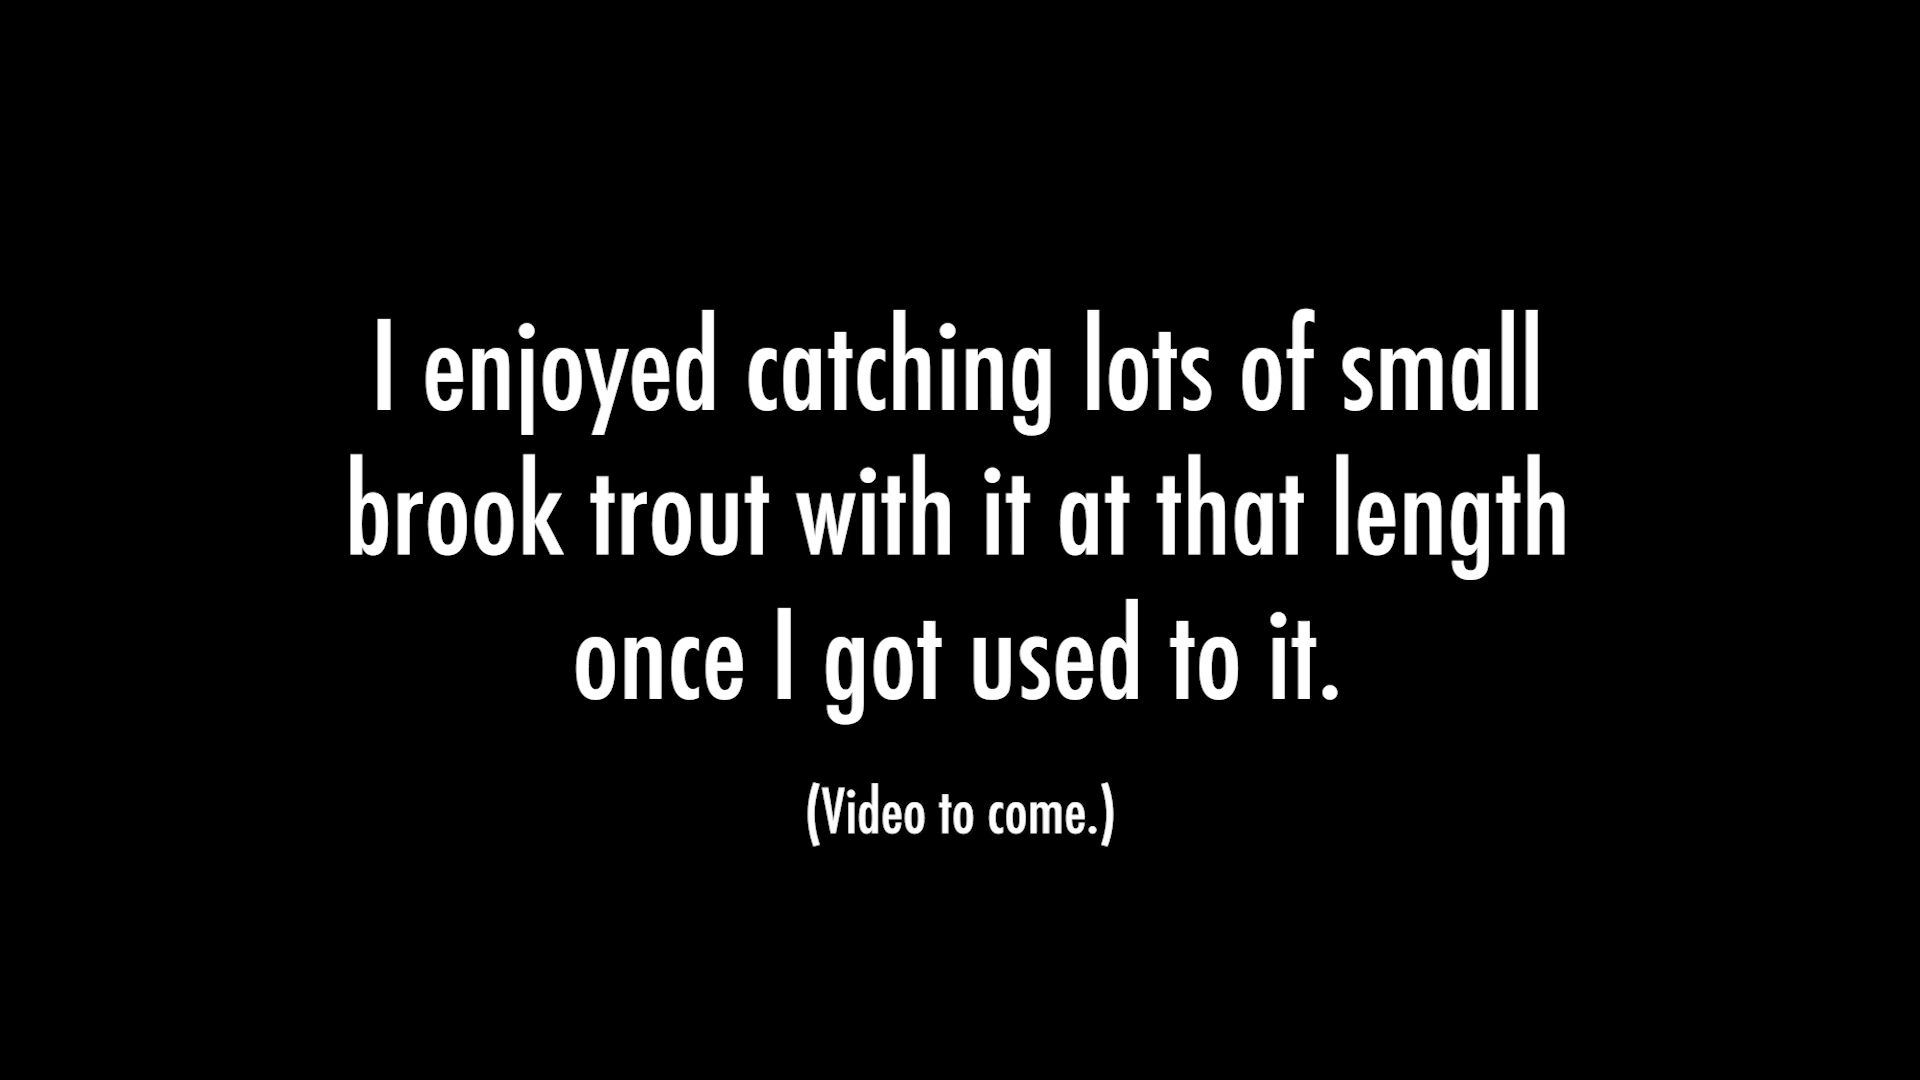 I enjoyed catching lots of small
brook trout with it at that length
once I got used to it.
(Video to come.)